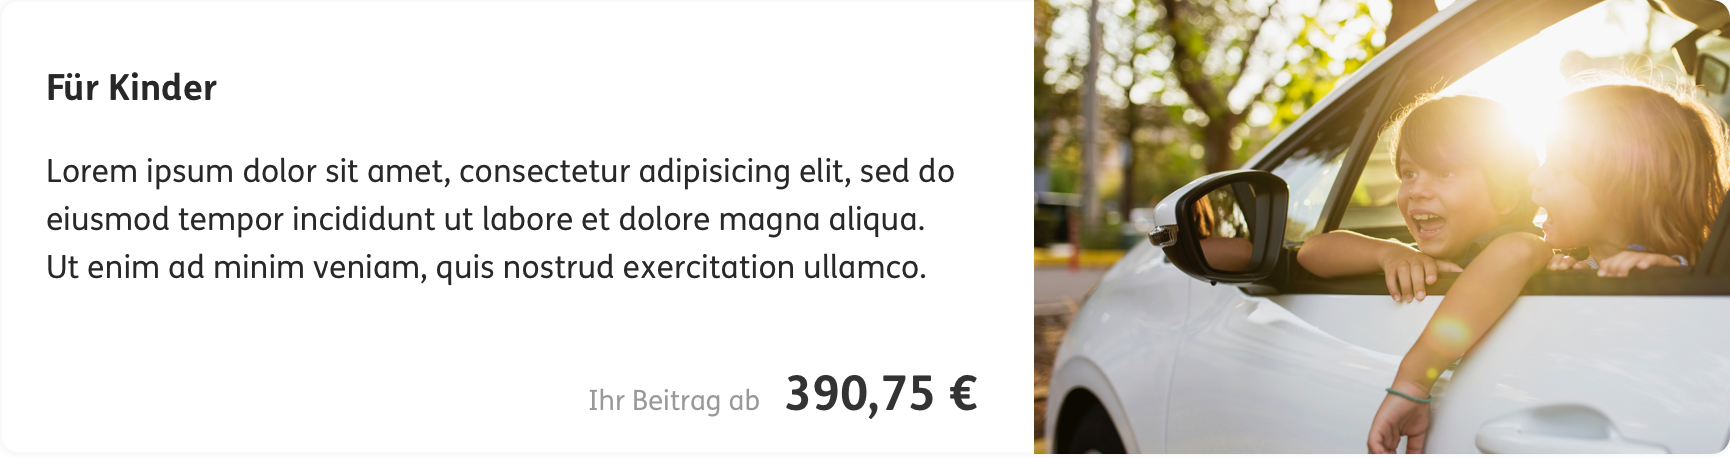 Für Kinder
Lorem ipsum dolor sit amet, consectetur adipisicing elit, sed do
eiusmod tempor incididunt ut labore et dolore magna aliqua.
Ut enim ad minim veniam, quis nostrud exercitation ullamco.
Ihr Beitrag ab 390,75 €